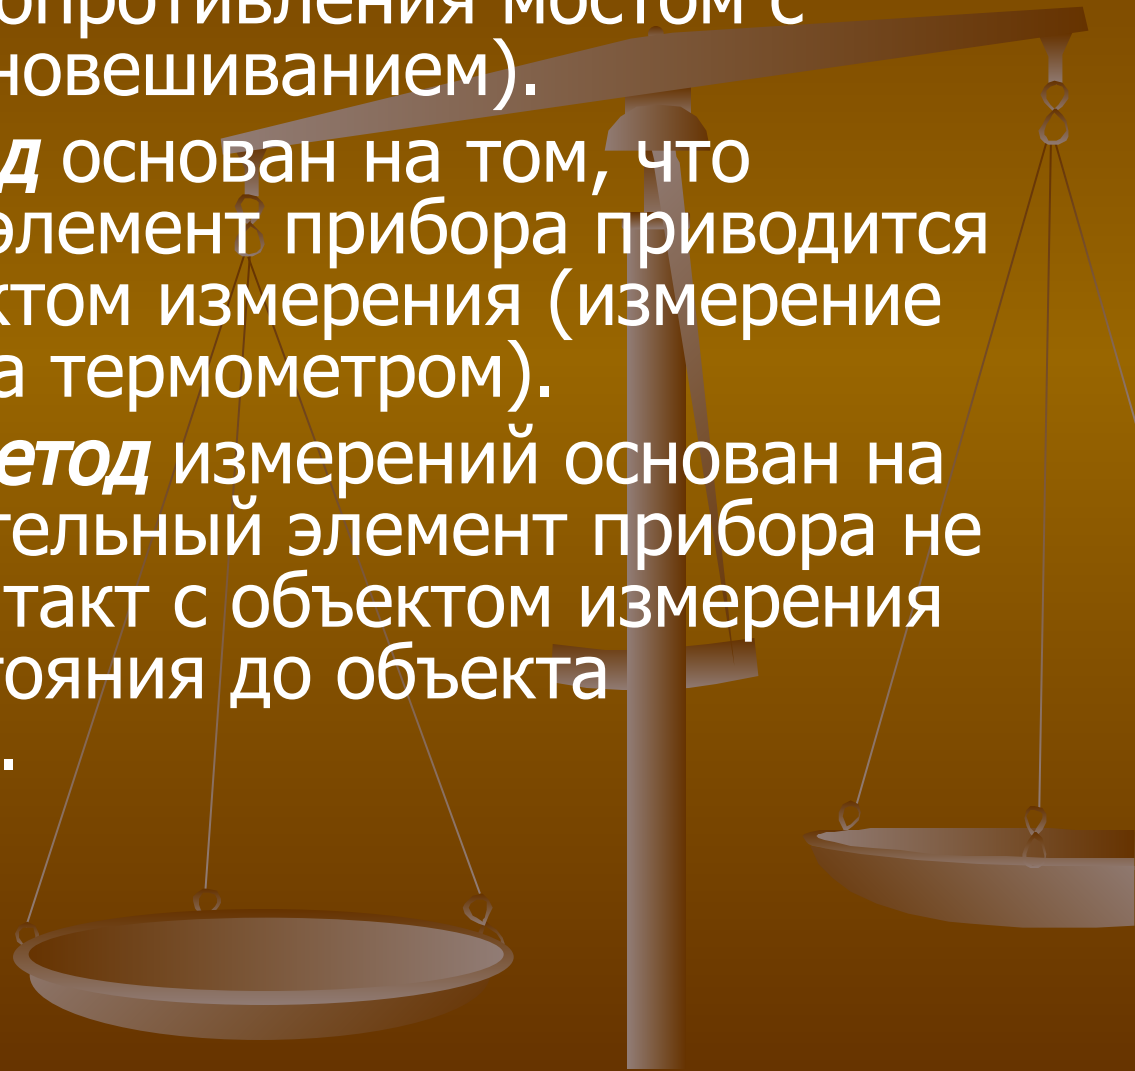 опротивления мостом с
новешиванием).
д основан на том, что
элемент прибора приводится
ктом измерения (измерение
а термометром).
етод измерений основан на
тельный элемент прибора не
такт с объектом измерения
тояния до объекта
.